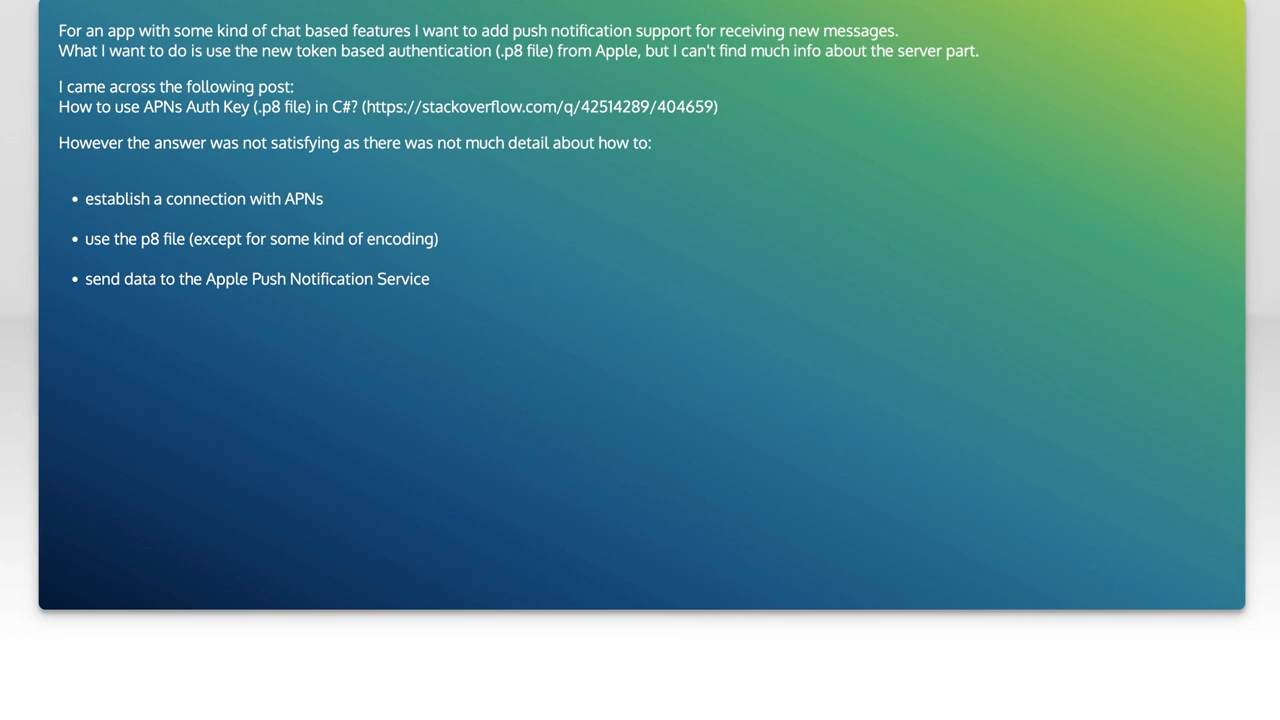 For an app with some kind of chat based features I want to add push notification support for receiving new messages.
What I want to do is use the new token based authentication (.p8 file) from Apple, but I can't find much info about the server part.
I came across the following post:
How to use APNs Auth Key (.p8 file) in C#? (https://stackoverflow.com/q/42514289/404659)
However the answer was not satisfying as there was not much detail about how to:
• establish a connection with APNs
• use the p8 file (except for some kind of encoding)
• send data to the Apple Push Notification Service